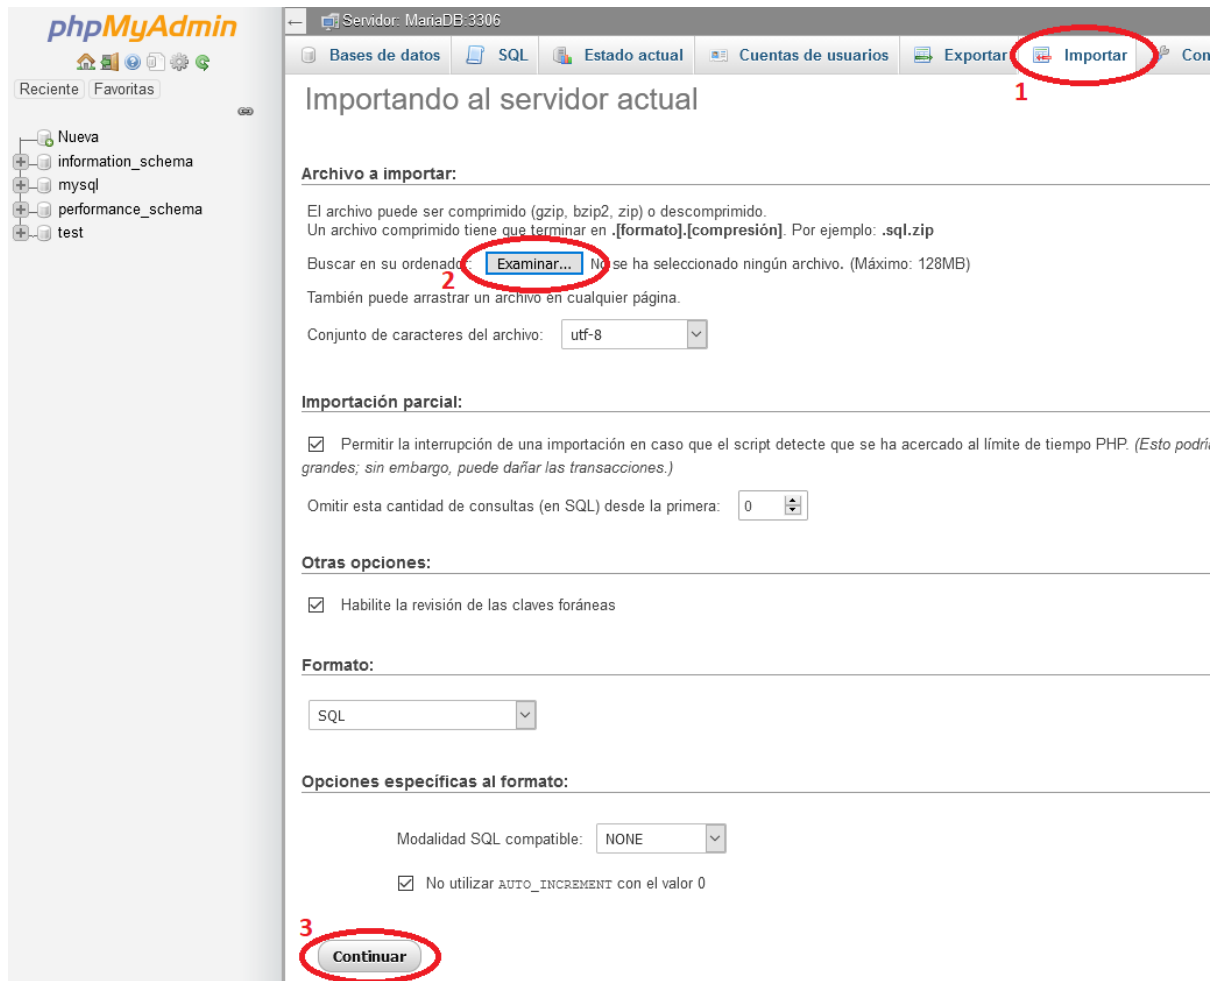 phpMyAdmin
Reciente Favoritas
Nueva
information_schema
mysql
performance_schema
test
Servidor: MariaDB:3306
Bases de datos SQL Estado actual Cuentas de usuarios Exportar Importar Con
1
Importando al servidor actual
Archivo a importar:
El archivo puede ser comprimido (gzip, bzip2, zip) o descomprimido.
Un archivo comprimido tiene que terminar en .[formato].[compresión]. Por ejemplo: .sql.zip
Buscar en su ordenador: Examinar... No se ha seleccionado ningún archivo. (Máximo: 128MB)
2
También puede arrastrar un archivo en cualquier página.
Conjunto de caracteres del archivo: utf-8
Importación parcial:
Permitir la interrupción de una importación en caso que el script detecte que se ha acercado al límite de tiempo PHP. (Esto podría
grandes; sin embargo, puede dañar las transacciones.)
Omitir esta cantidad de consultas (en SQL) desde la primera: 0
Otras opciones:
Habilite la revisión de las claves foráneas
Formato:
SQL
Opciones específicas al formato:
Modalidad SQL compatible: NONE
No utilizar AUTO_INCREMENT con el valor 0
3
Continuar